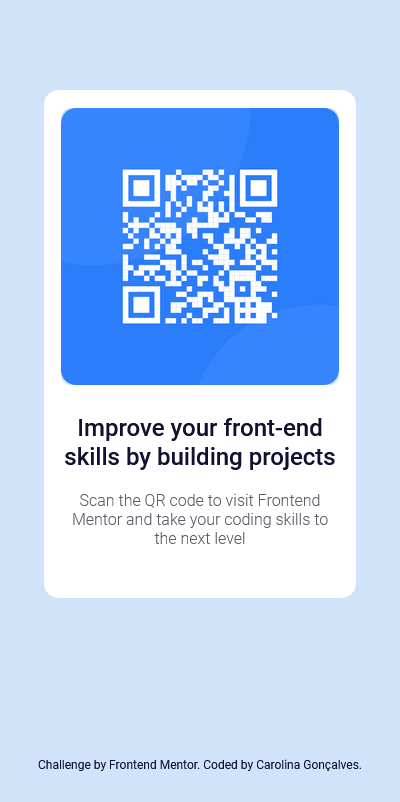 Improve your front-end
skills by building projects
Scan the QR code to visit Frontend
Mentor and take your coding skills to
the next level
Challenge by Frontend Mentor. Coded by Carolina Gonçalves.